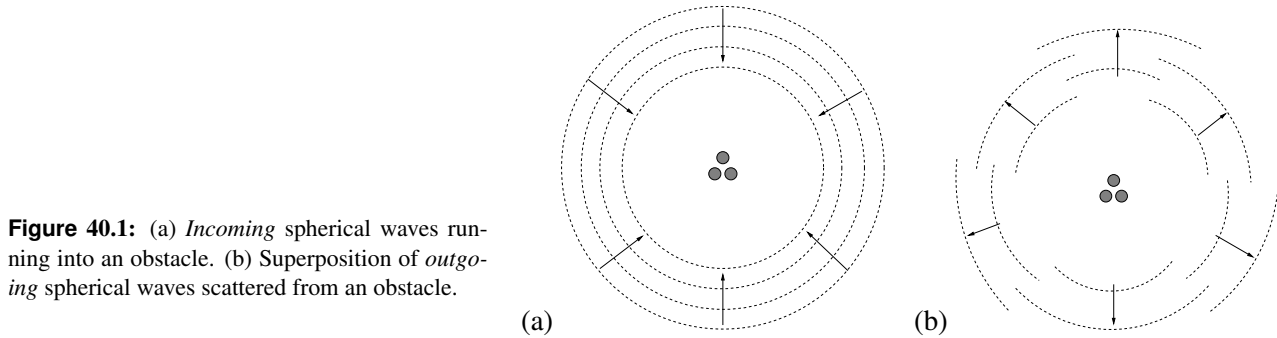 Figure 40.1: (a) Incoming spherical waves run-
ning into an obstacle. (b) Superposition of outgo-
ing spherical waves scattered from an obstacle.
(a)
(b)